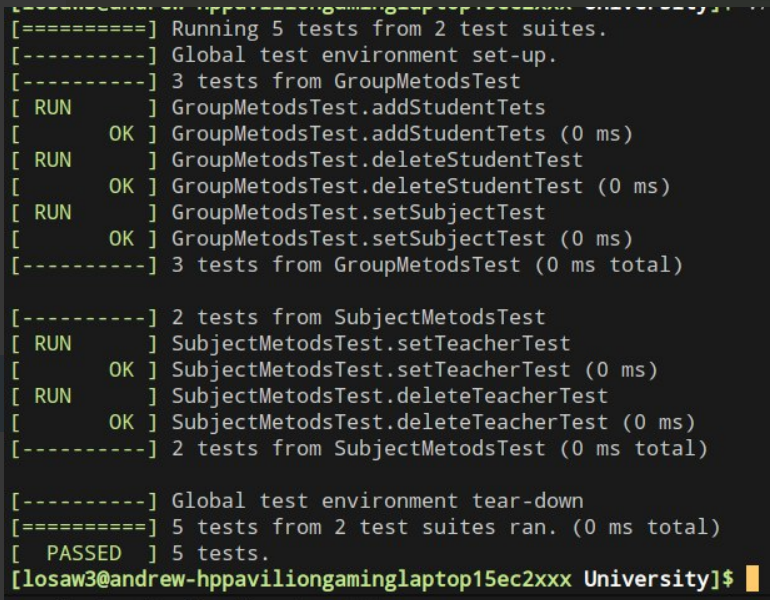 [losaw3@andrew-hppaviliongaminglaptop15ec2xxx University]$
[==========] Running 5 tests from 2 test suites.
[----------] Global test environment set-up.
[----------] 3 tests from GroupMetodsTest
[ RUN      ] GroupMetodsTest.addStudentTets
[       OK ] GroupMetodsTest.addStudentTets (0 ms)
[ RUN      ] GroupMetodsTest.deleteStudentTest
[       OK ] GroupMetodsTest.deleteStudentTest (0 ms)
[ RUN      ] GroupMetodsTest.setSubjectTest
[       OK ] GroupMetodsTest.setSubjectTest (0 ms)
[----------] 3 tests from GroupMetodsTest (0 ms total)
[----------] 2 tests from SubjectMetodsTest
[ RUN      ] SubjectMetodsTest.setTeacherTest
[       OK ] SubjectMetodsTest.setTeacherTest (0 ms)
[ RUN      ] SubjectMetodsTest.deleteTeacherTest
[       OK ] SubjectMetodsTest.deleteTeacherTest (0 ms)
[----------] 2 tests from SubjectMetodsTest (0 ms total)
[----------] Global test environment tear-down
[==========] 5 tests from 2 test suites ran. (0 ms total)
[  PASSED  ] 5 tests.
[losaw3@andrew-hppaviliongaminglaptop15ec2xxx University]$